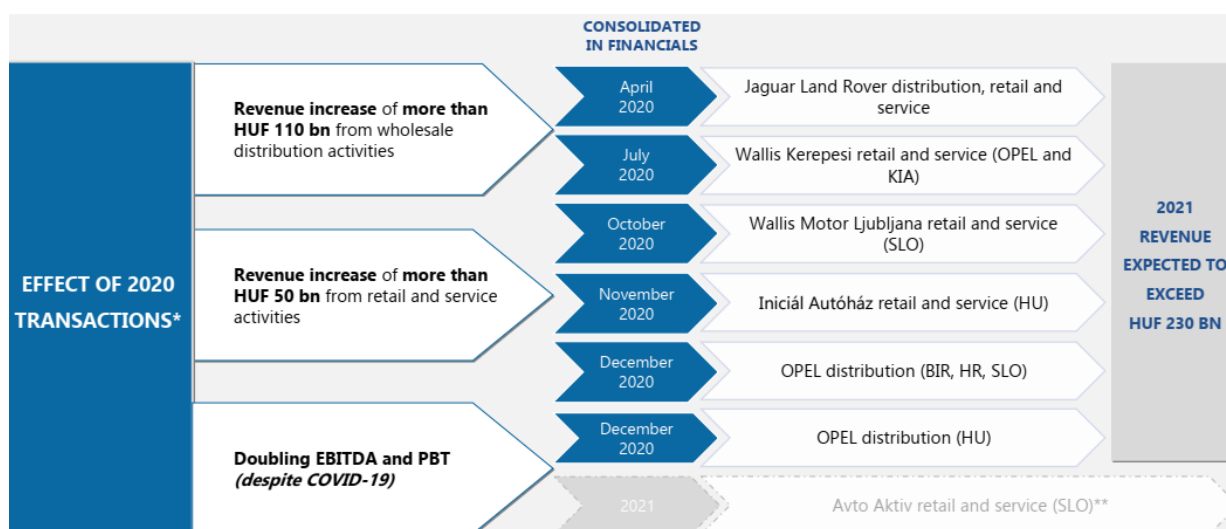 CONSOLIDATED
IN FINANCIALS
EFFECT OF 2020
TRANSACTIONS*
Revenue increase of more than
HUF 110 bn from wholesale
distribution activities
Revenue increase of more than
HUF 50 bn from retail and service
activities
Doubling EBITDA and PBT
(despite COVID-19)
April
2020
Jaguar Land Rover distribution, retail and
service
July
2020
Wallis Kerepesi retail and service (OPEL and
KIA)
October
2020
Wallis Motor Ljubljana retail and service
(SLO)
November
2020
Iniciál Autóház retail and service (HU)
December
2020
OPEL distribution (BIR, HR, SLO)
December
2020
OPEL distribution (HU)
2021
Avto Aktiv retail and service (SLO)**
2021
REVENUE
EXPECTED TO
EXCEED
HUF 230 BN